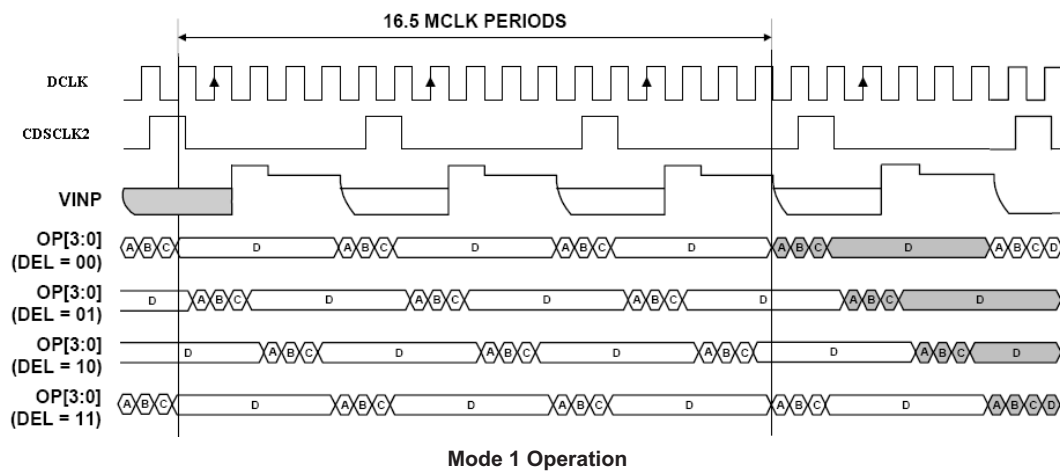 16.5 MCLK PERIODS
DCLK
CDSCLK2
VINP
OP[3:0]
(DEL = 00)
A B C D A B C D A B C D A B C D A B C D
OP[3:0]
(DEL = 01)
D A B C D A B C D A B C D A B C D
OP[3:0]
(DEL = 10)
D A B C D A B C D A B C D A B C D
OP[3:0]
(DEL = 11)
A B C D A B C D A B C D A B C D A B C D
Mode 1 Operation